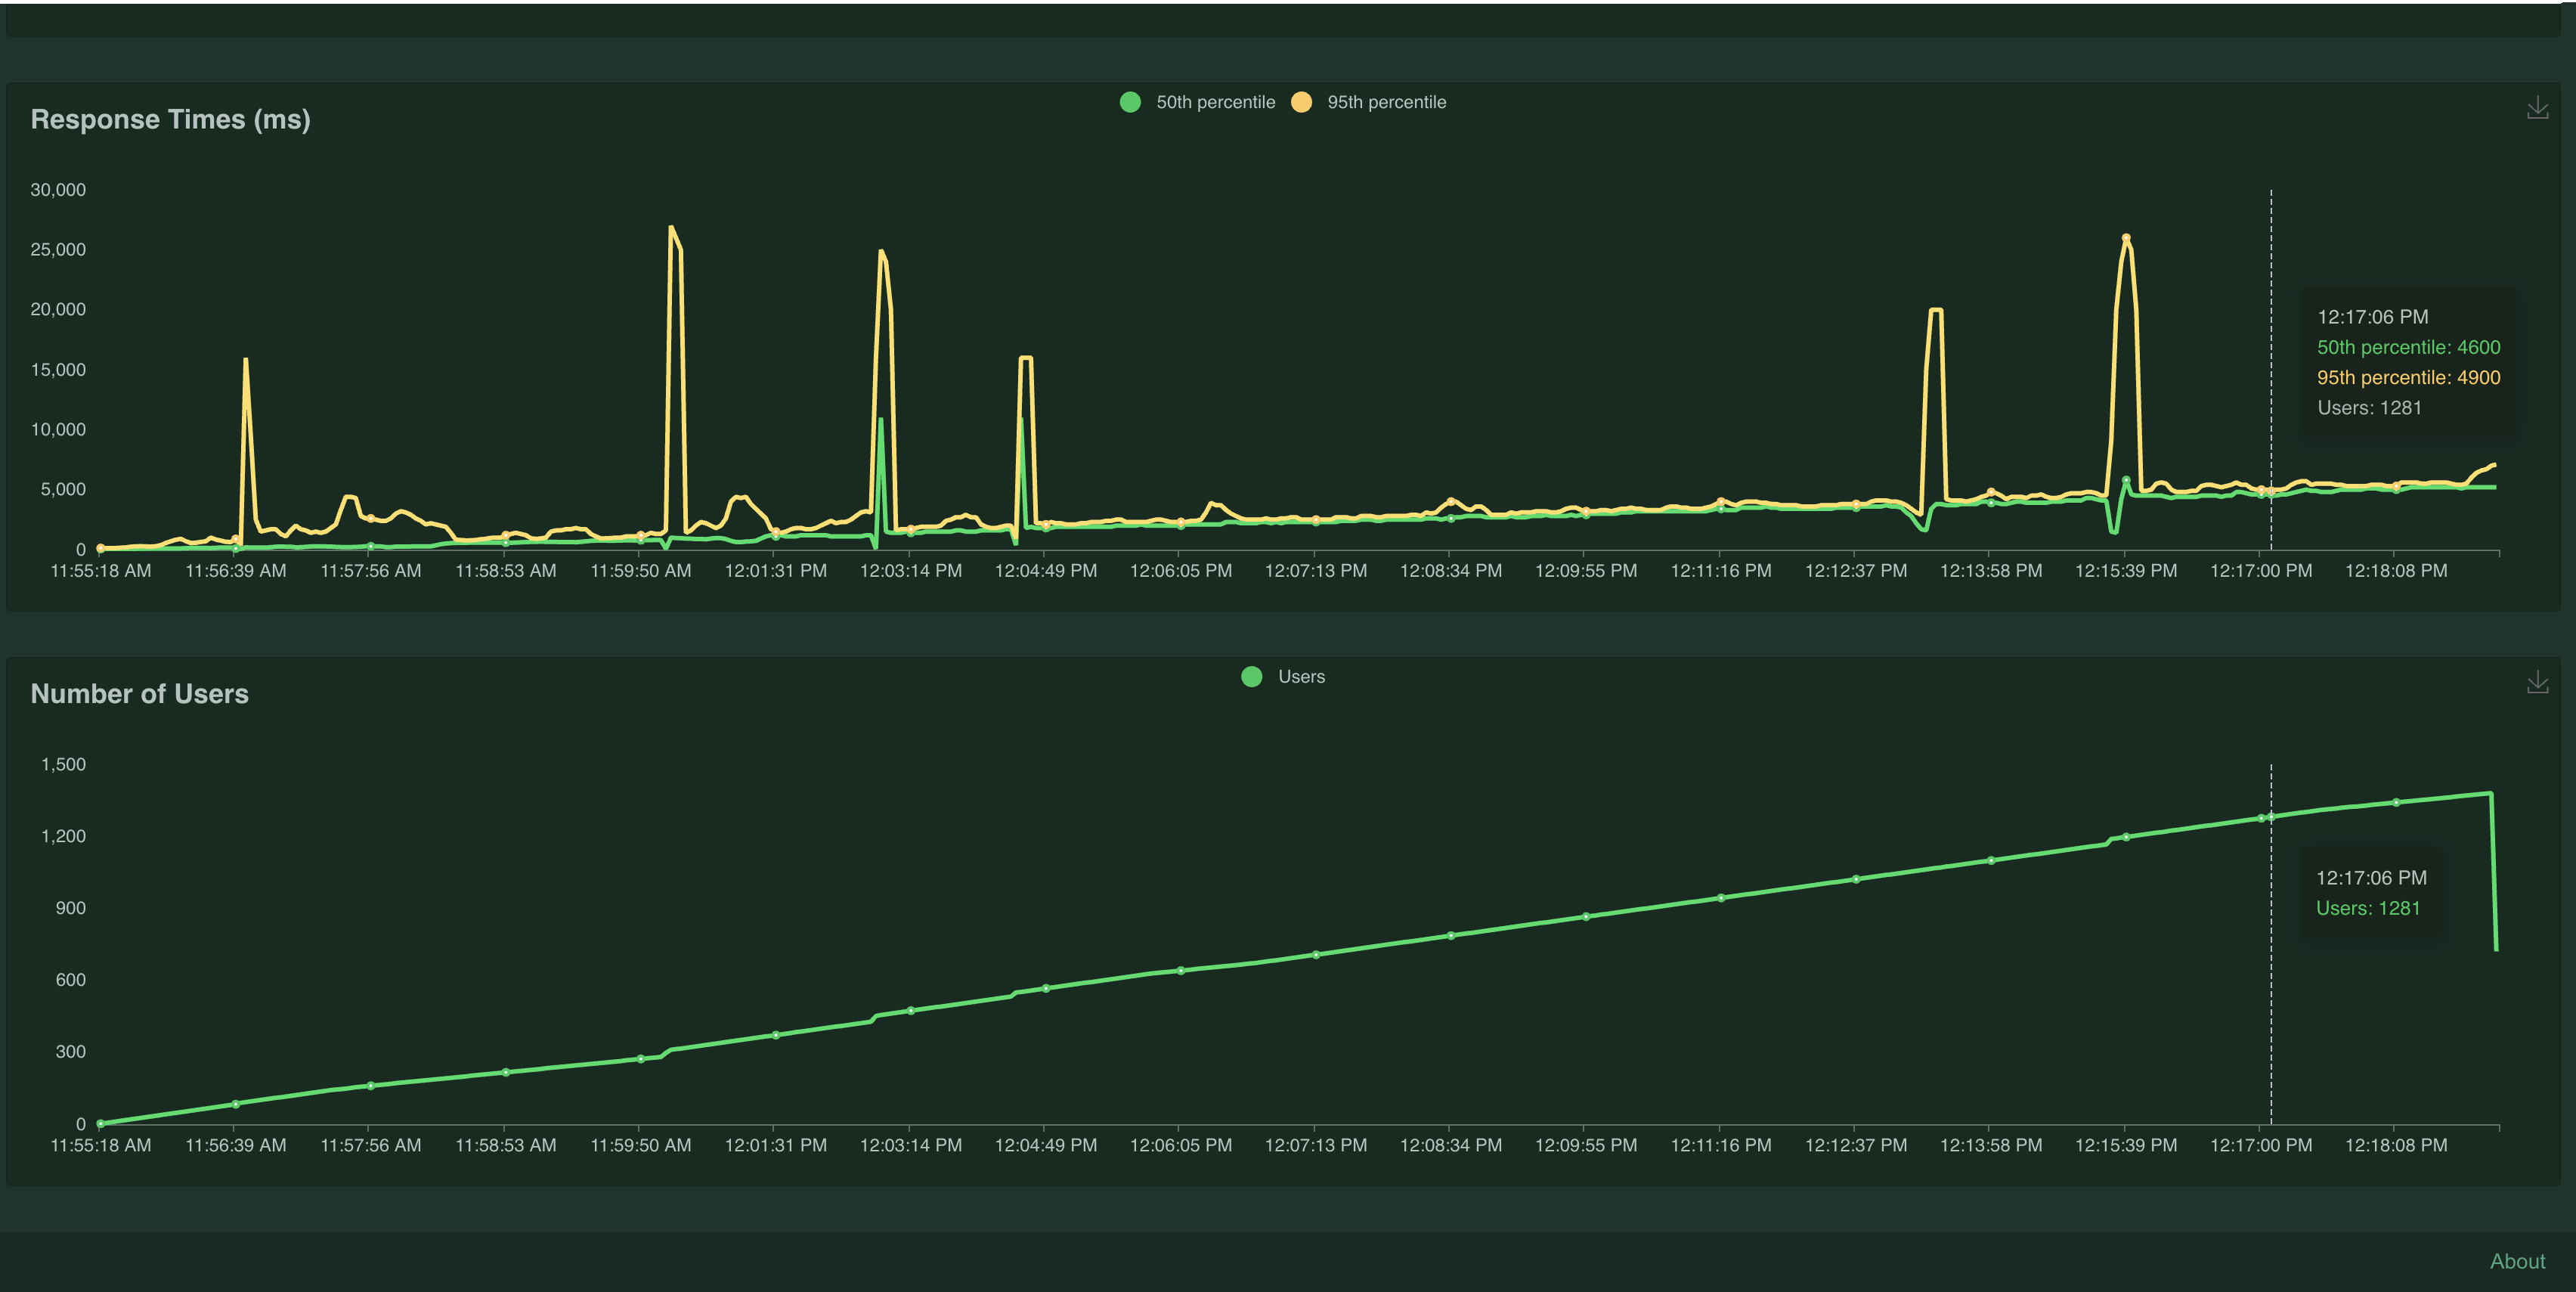 Response Times (ms)
50th percentile 95th percentile
30,000
25,000
20,000
15,000
10,000
5,000
0
12:17:06 PM
50th percentile: 4600
95th percentile: 4900
Users: 1281
11:55:18 AM 11:56:39 AM 11:57:56 AM 11:58:53 AM 11:59:50 AM 12:01:31 PM 12:03:14 PM 12:04:49 PM 12:06:05 PM 12:07:13 PM 12:08:34 PM 12:09:55 PM 12:11:16 PM 12:12:37 PM 12:13:58 PM 12:15:39 PM 12:17:00 PM 12:18:08 PM
Number of Users
Users
1,500
1,200
900
600
300
0
12:17:06 PM
Users: 1281
11:55:18 AM 11:56:39 AM 11:57:56 AM 11:58:53 AM 11:59:50 AM 12:01:31 PM 12:03:14 PM 12:04:49 PM 12:06:05 PM 12:07:13 PM 12:08:34 PM 12:09:55 PM 12:11:16 PM 12:12:37 PM 12:13:58 PM 12:15:39 PM 12:17:00 PM 12:18:08 PM
About